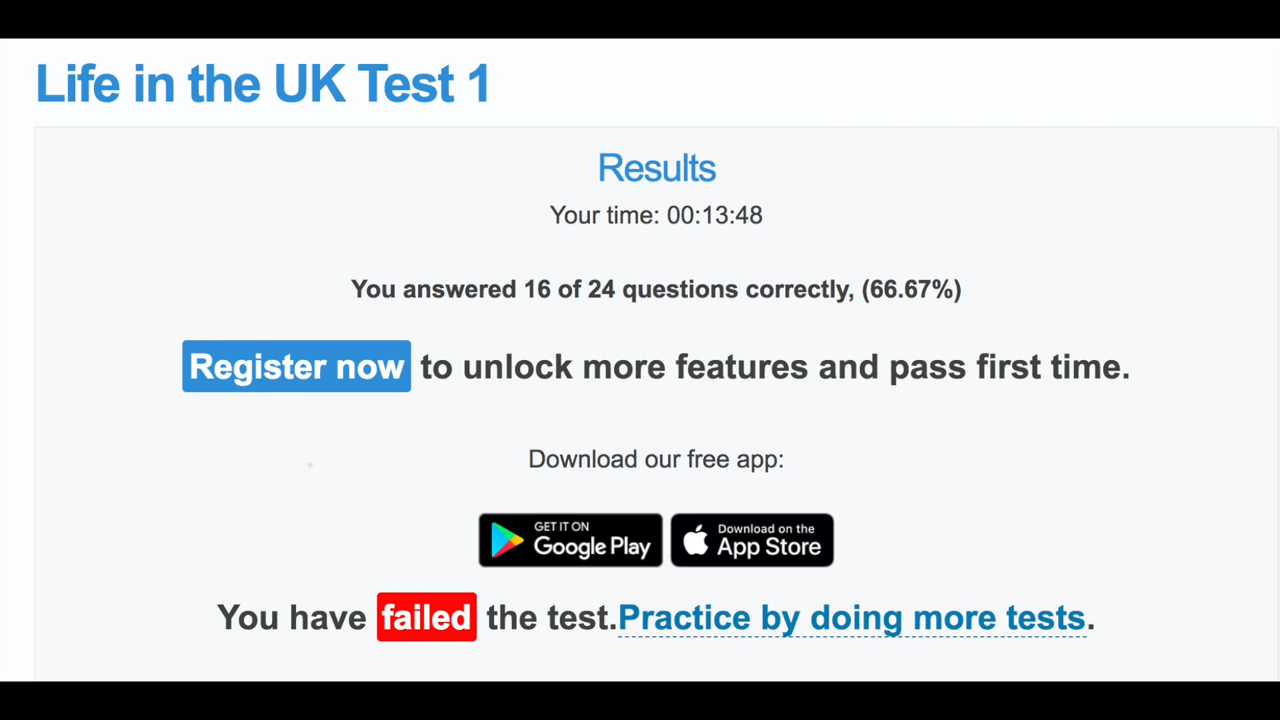 Life in the UK Test 1
Results
Your time: 00:13:48
You answered 16 of 24 questions correctly, (66.67%)
Register now to unlock more features and pass first time.
Download our free app:
GET IT ON
Google Play
Download on the
App Store
You have failed the test.Practice by doing more tests.